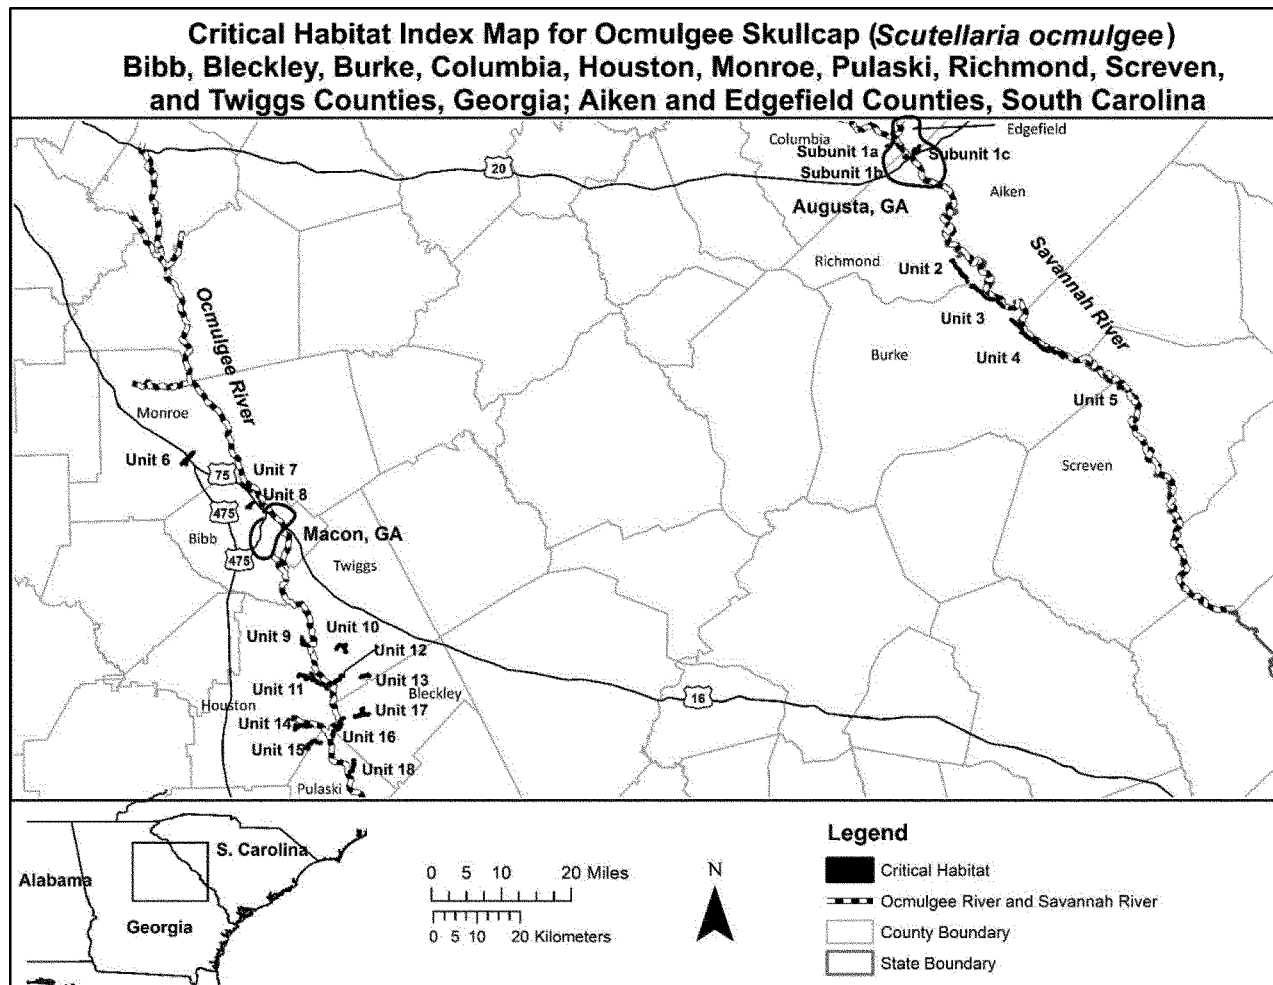 Critical Habitat Index Map for Ocmulgee Skullcap (Scutellaria ocmulgee)
Bibb, Bleckley, Burke, Columbia, Houston, Monroe, Pulaski, Richmond, Screven,
and Twiggs Counties, Georgia; Aiken and Edgefield Counties, South Carolina
Columbia
Edgefield
Subunit 1a
Subunit 1c
20
Subunit 1b
Aiken
Augusta, GA
Richmond
Unit 2
Savannah River
Ocmulgee River
Unit 3
Burke
Unit 4
Unit 5
Monroe
Unit 6
Screven
75
Unit 7
Unit 8
475
Bibb
Macon, GA
475
Twiggs
Unit 9
Unit 10
Unit 12
Unit 11
Unit 13
Bleckley
Houston
16
Unit 14
Unit 17
Unit 15
Unit 16
Unit 18
Pulaski
Alabama
S. Carolina
Georgia
0 5 10 20 Miles
0 5 10 20 Kilometers
N
Legend
Critical Habitat
Ocmulgee River and Savannah River
County Boundary
State Boundary